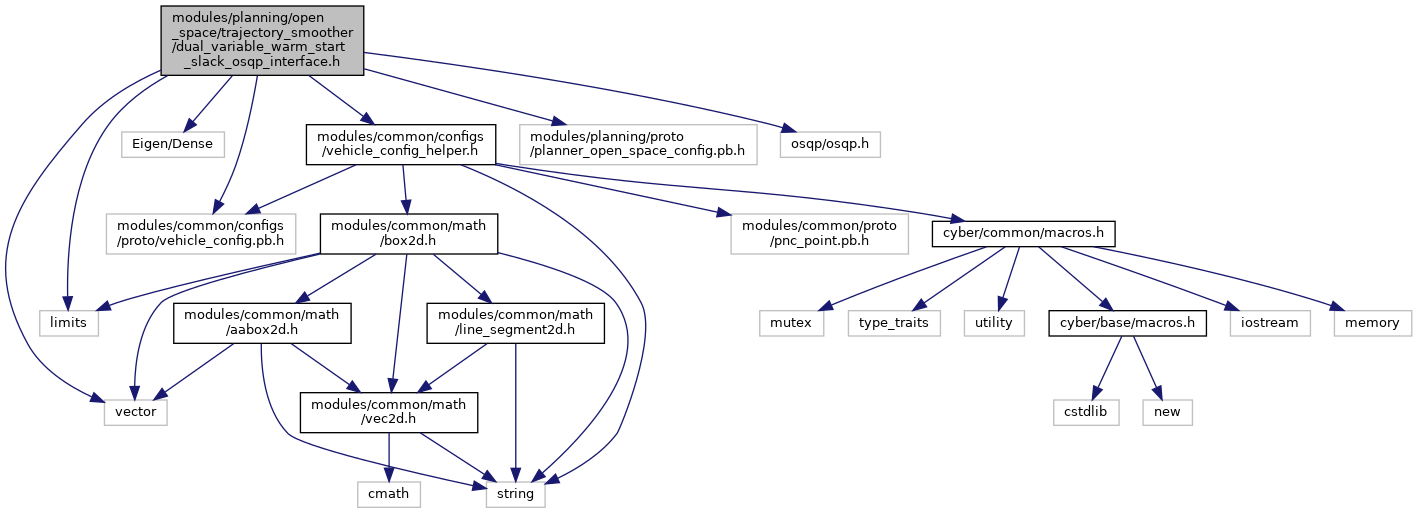 modules/planning/open
_space/trajectory_smoother
/dual_variable_warm_start
_slack_osqp_interface.h
Eigen/Dense
modules/common/configs
/vehicle_config_helper.h
modules/planning/proto
/planner_open_space_config.pb.h
osqp/osqp.h
modules/common/configs
/proto/vehicle_config.pb.h
modules/common/math
/box2d.h
modules/common/proto
/pnc_point.pb.h
cyber/common/macros.h
limits
modules/common/math
/aabox2d.h
modules/common/math
/line_segment2d.h
mutex
type_traits
utility
cyber/base/macros.h
iostream
memory
vector
modules/common/math
/vec2d.h
cstdlib
new
cmath
string